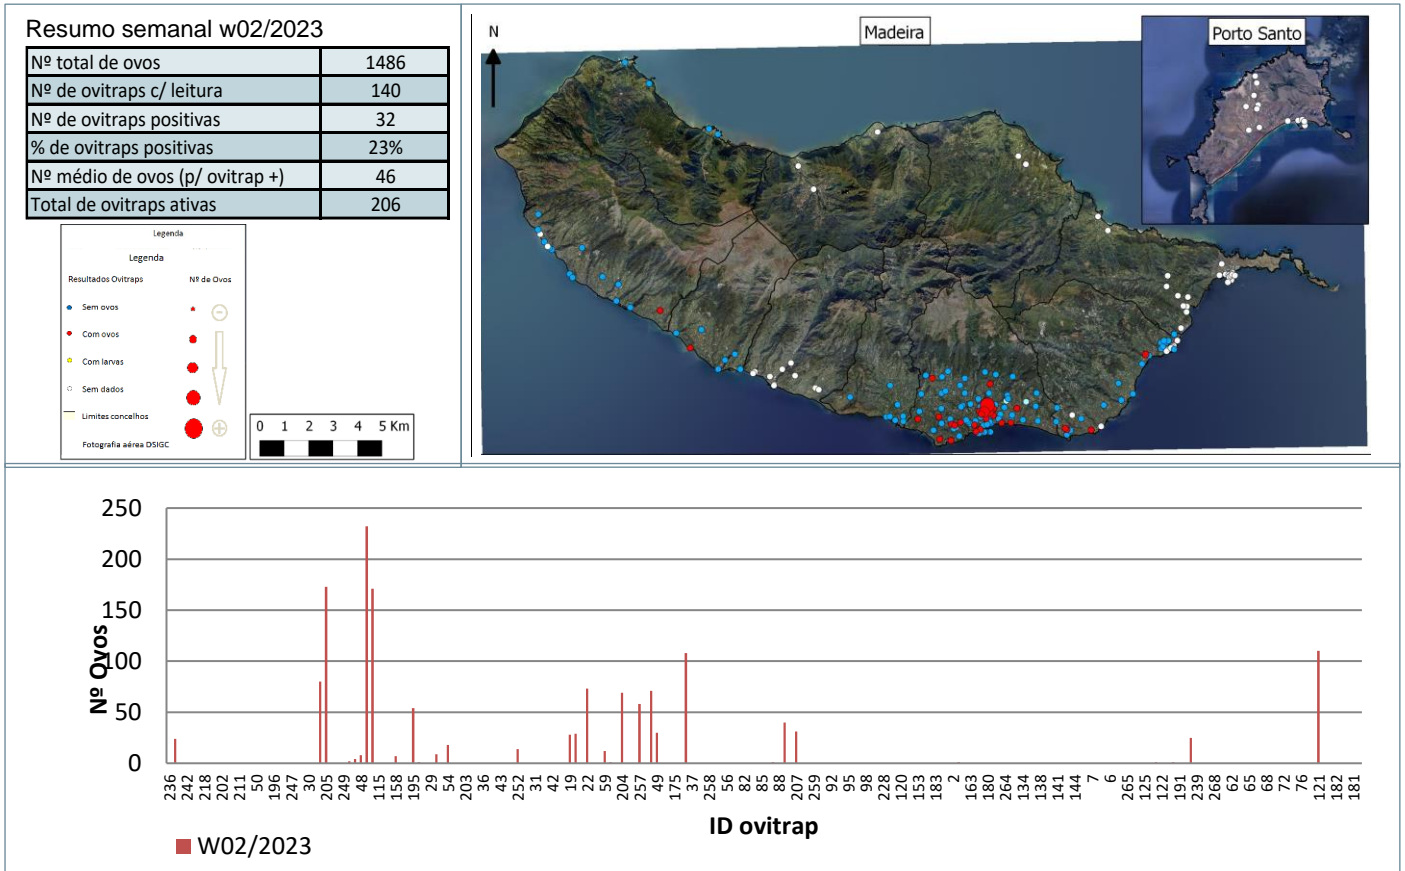 Resumo semanal w02/2023
Nº total de ovos 1486
Nº de ovitraps c/ leitura 140
Nº de ovitraps positivas 32
% de ovitraps positivas 23%
Nº médio de ovos (p/ ovitrap +) 46
Total de ovitraps ativas 206
Legenda
Legenda
Resultados Ovitraps Nº de Ovos
Sem ovos
Com ovos
Com larvas
Sem dados
Limites concelhos
Fotografia aérea DSIGC
0 1 2 3 4 5 Km
N
Madeira
Porto Santo
250
200
150
100
50
0
Nº Ovos
236 242 218 202 211 50 196 247 30 205 249 48 115 158 195 29 54 203 36 43 252 31 42 19 22 59 204 257 49 175 37 258 56 82 85 88 207 259 92 95 98 228 120 153 183 2 163 180 264 134 138 141 144 7 6 265 125 122 191 239 268 62 65 68 72 76 121 182 181
ID ovitrap
W02/2023